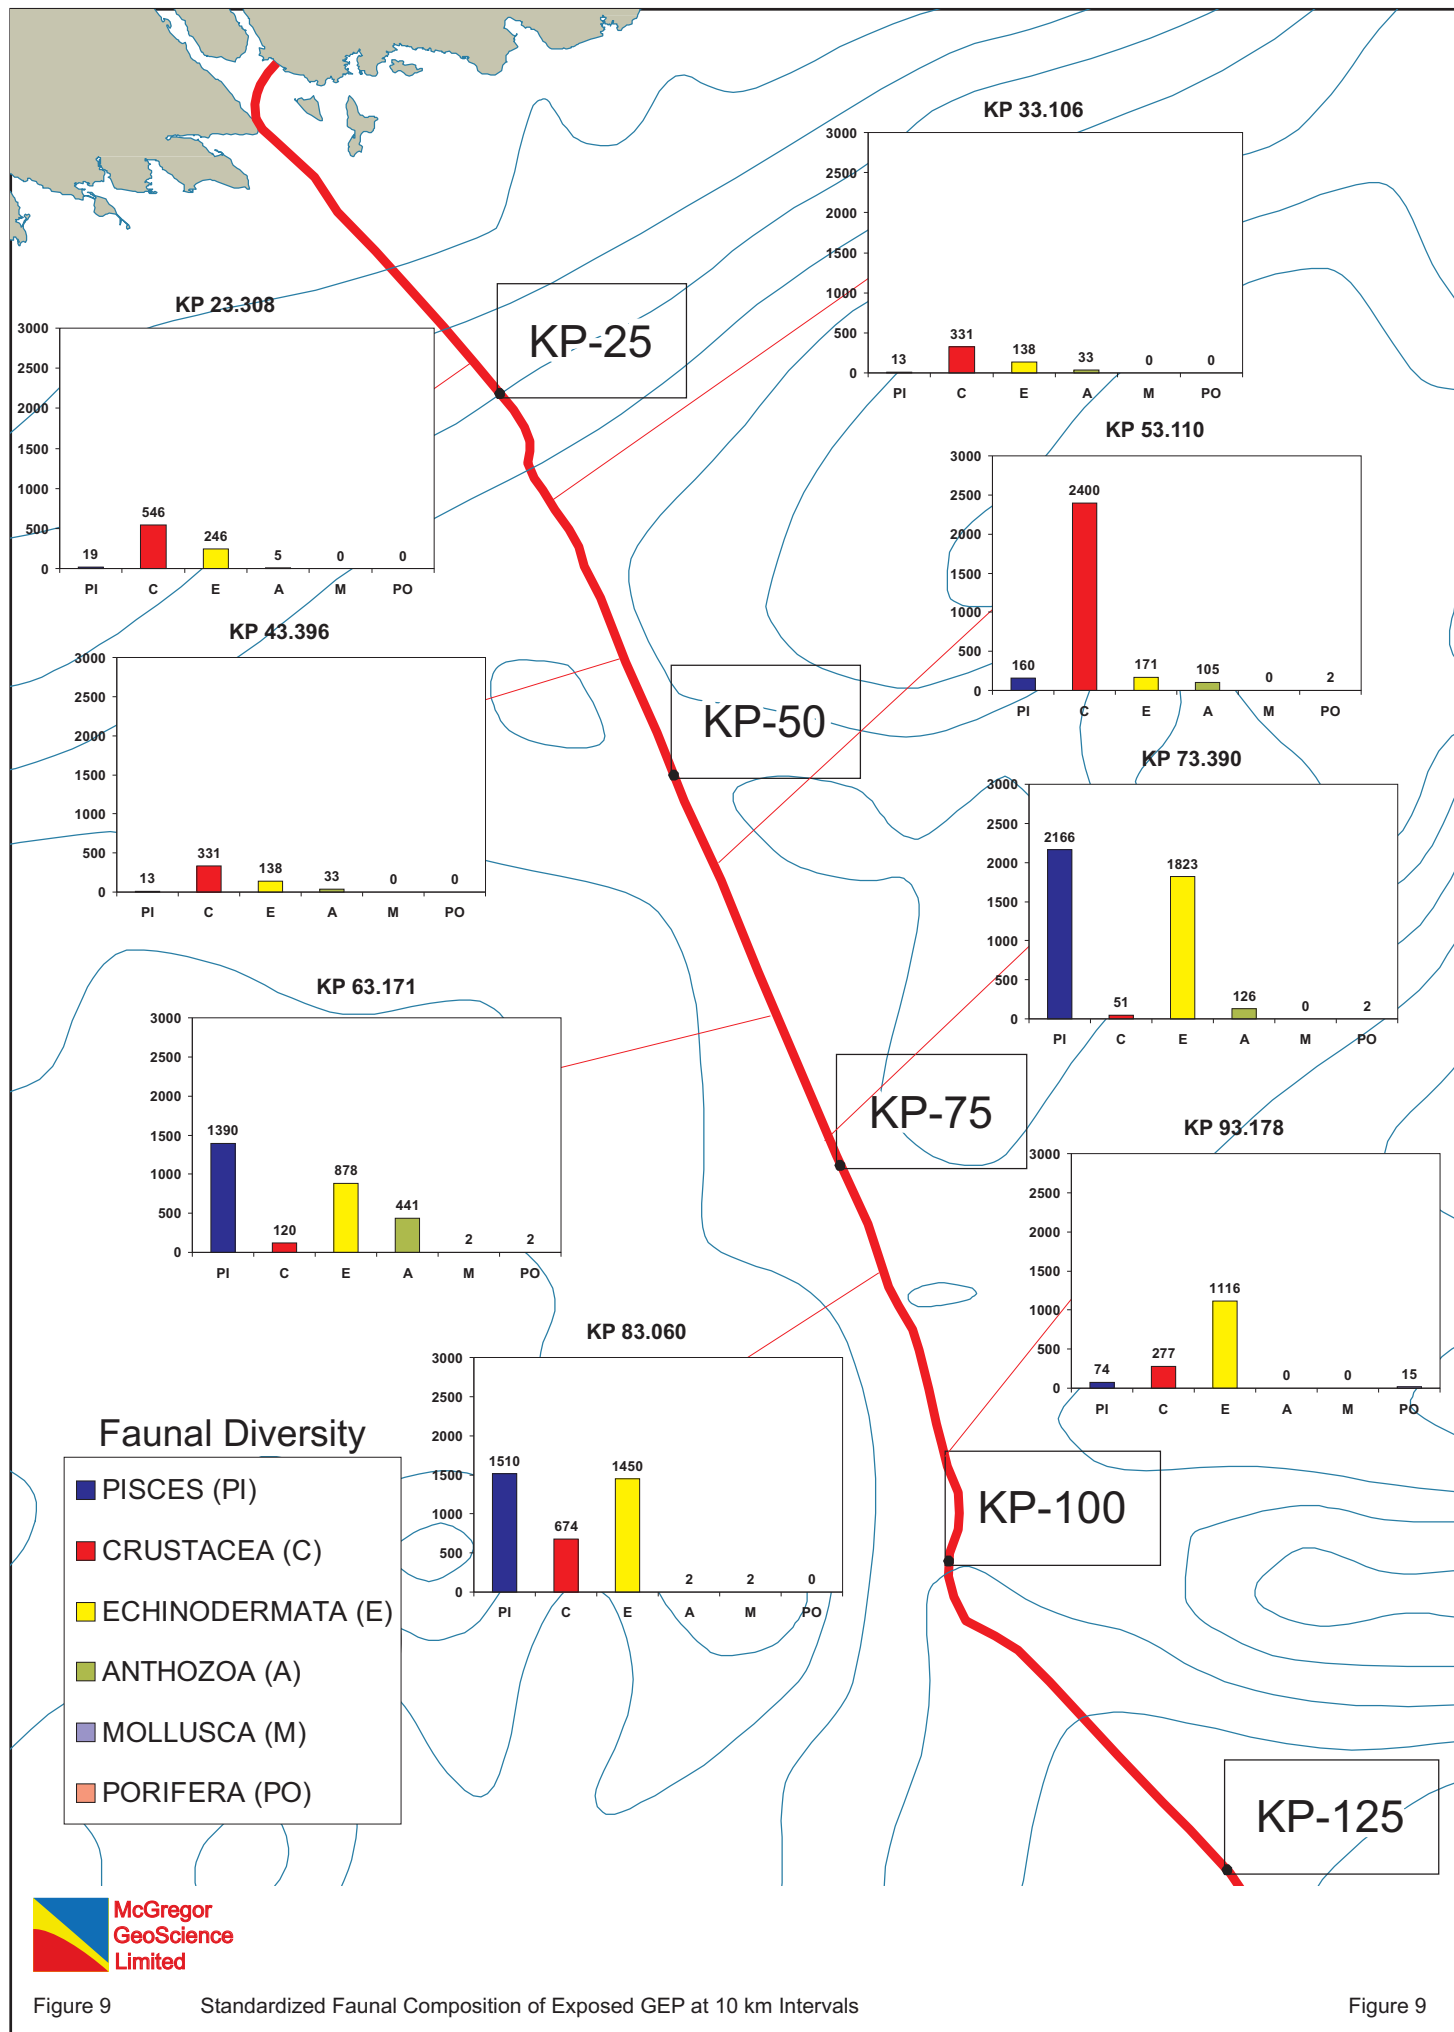 KP 33.106
3000
2500
2000
1500
1000
500
0
13 331 138 33 0 0
PI C E A M PO
KP 23.308
3000
2500
2000
1500
1000
500
0
19 546 246 5 0 0
PI C E A M PO
KP-25
KP 53.110
3000
2500
2000
1500
1000
500
0
160 2400 171 105 0 2
PI C E A M PO
KP 43.396
3000
2500
2000
1500
1000
500
0
13 331 138 33 0 0
PI C E A M PO
KP-50
KP 73.390
3000
2500
2000
1500
1000
500
0
2166 51 1823 126 0 2
PI C E A M PO
KP 63.171
3000
2500
2000
1500
1000
500
0
1390 120 878 441 2 2
PI C E A M PO
KP-75
KP 93.178
3000
2500
2000
1500
1000
500
0
74 277 1116 0 0 15
PI C E A M PO
KP 83.060
3000
2500
2000
1500
1000
500
0
1510 674 1450 2 2 0
PI C E A M PO
KP-100
Faunal Diversity
PISCES (PI)
CRUSTACEA (C)
ECHINODERMATA (E)
ANTHOZOA (A)
MOLLUSCA (M)
PORIFERA (PO)
KP-125
McGregor
GeoScience
Limited
Figure 9 Standardized Faunal Composition of Exposed GEP at 10 km Intervals Figure 9